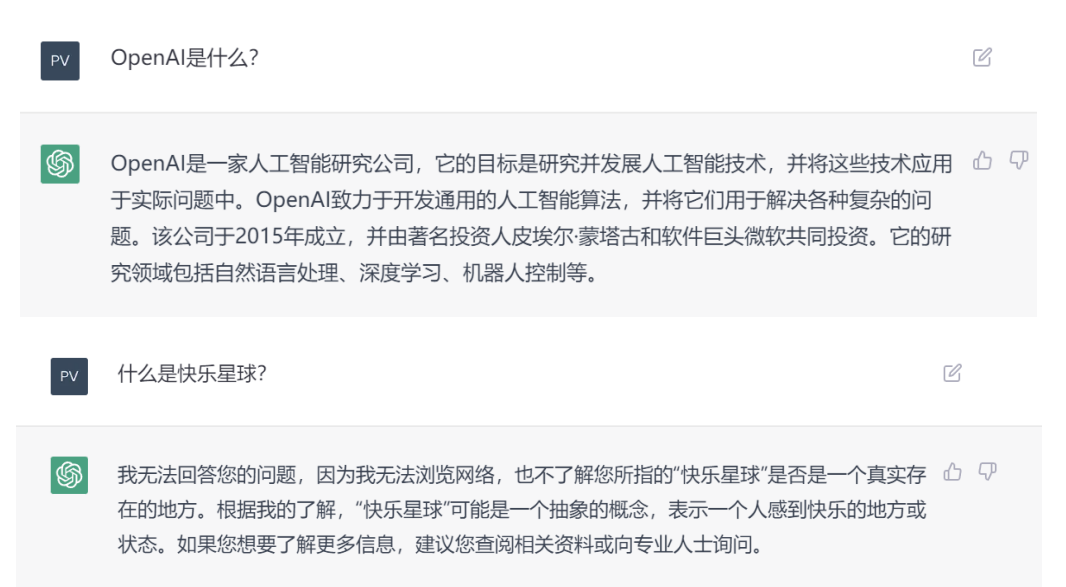 PV
OpenAI是什么?
OpenAI是一家人工智能研究公司，它的目标是研究并发展人工智能技术，并将这些技术应用
于实际问题中。OpenAI致力于开发通用的人工智能算法，并将它们用于解决各种复杂的问
题。该公司于2015年成立，并由著名投资人皮埃尔·蒙塔古和软件巨头微软共同投资。它的研
究领域包括自然语言处理、深度学习、机器人控制等。
PV
什么是快乐星球?
我无法回答您的问题，因为我无法浏览网络，也不了解您所指的“快乐星球”是否是一个真实存
在的地方。根据我的了解，“快乐星球”可能是一个抽象的概念，表示一个人感到快乐的地方或
状态。如果您想要了解更多信息，建议您查阅相关资料或向专业人士询问。